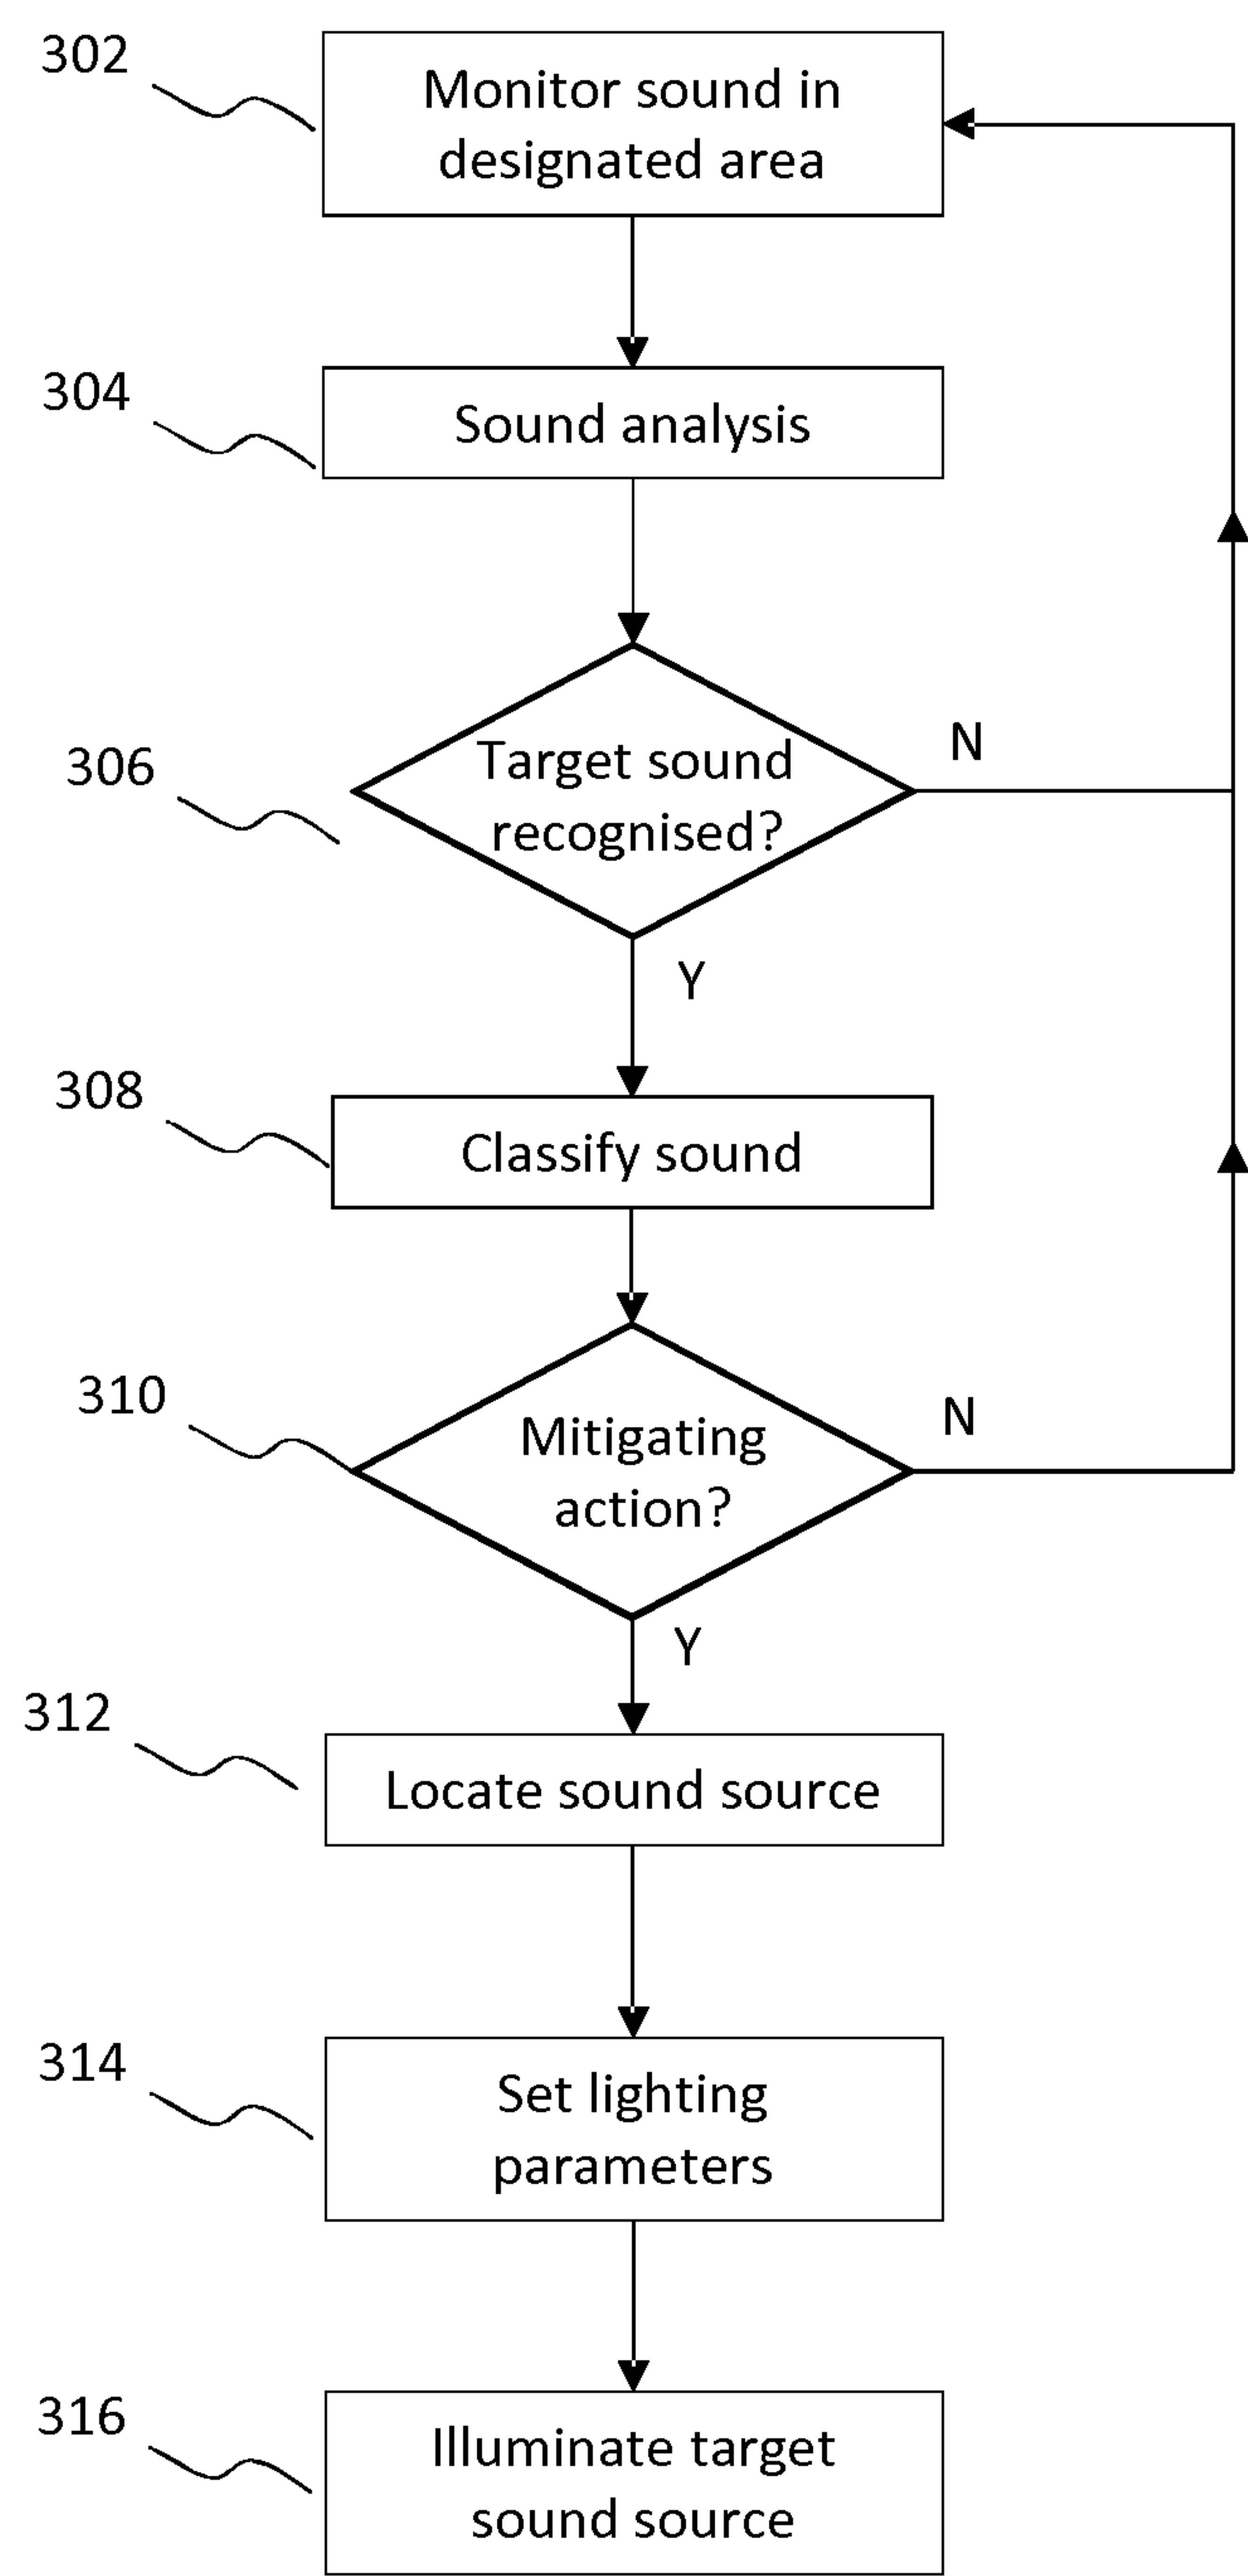 302
Monitor sound in
designated area
304
Sound analysis
306
Target sound
recognised?
N
Y
308
Classify sound
310
Mitigating
action?
N
Y
312
Locate sound source
314
Set lighting
parameters
316
Illuminate target
sound source